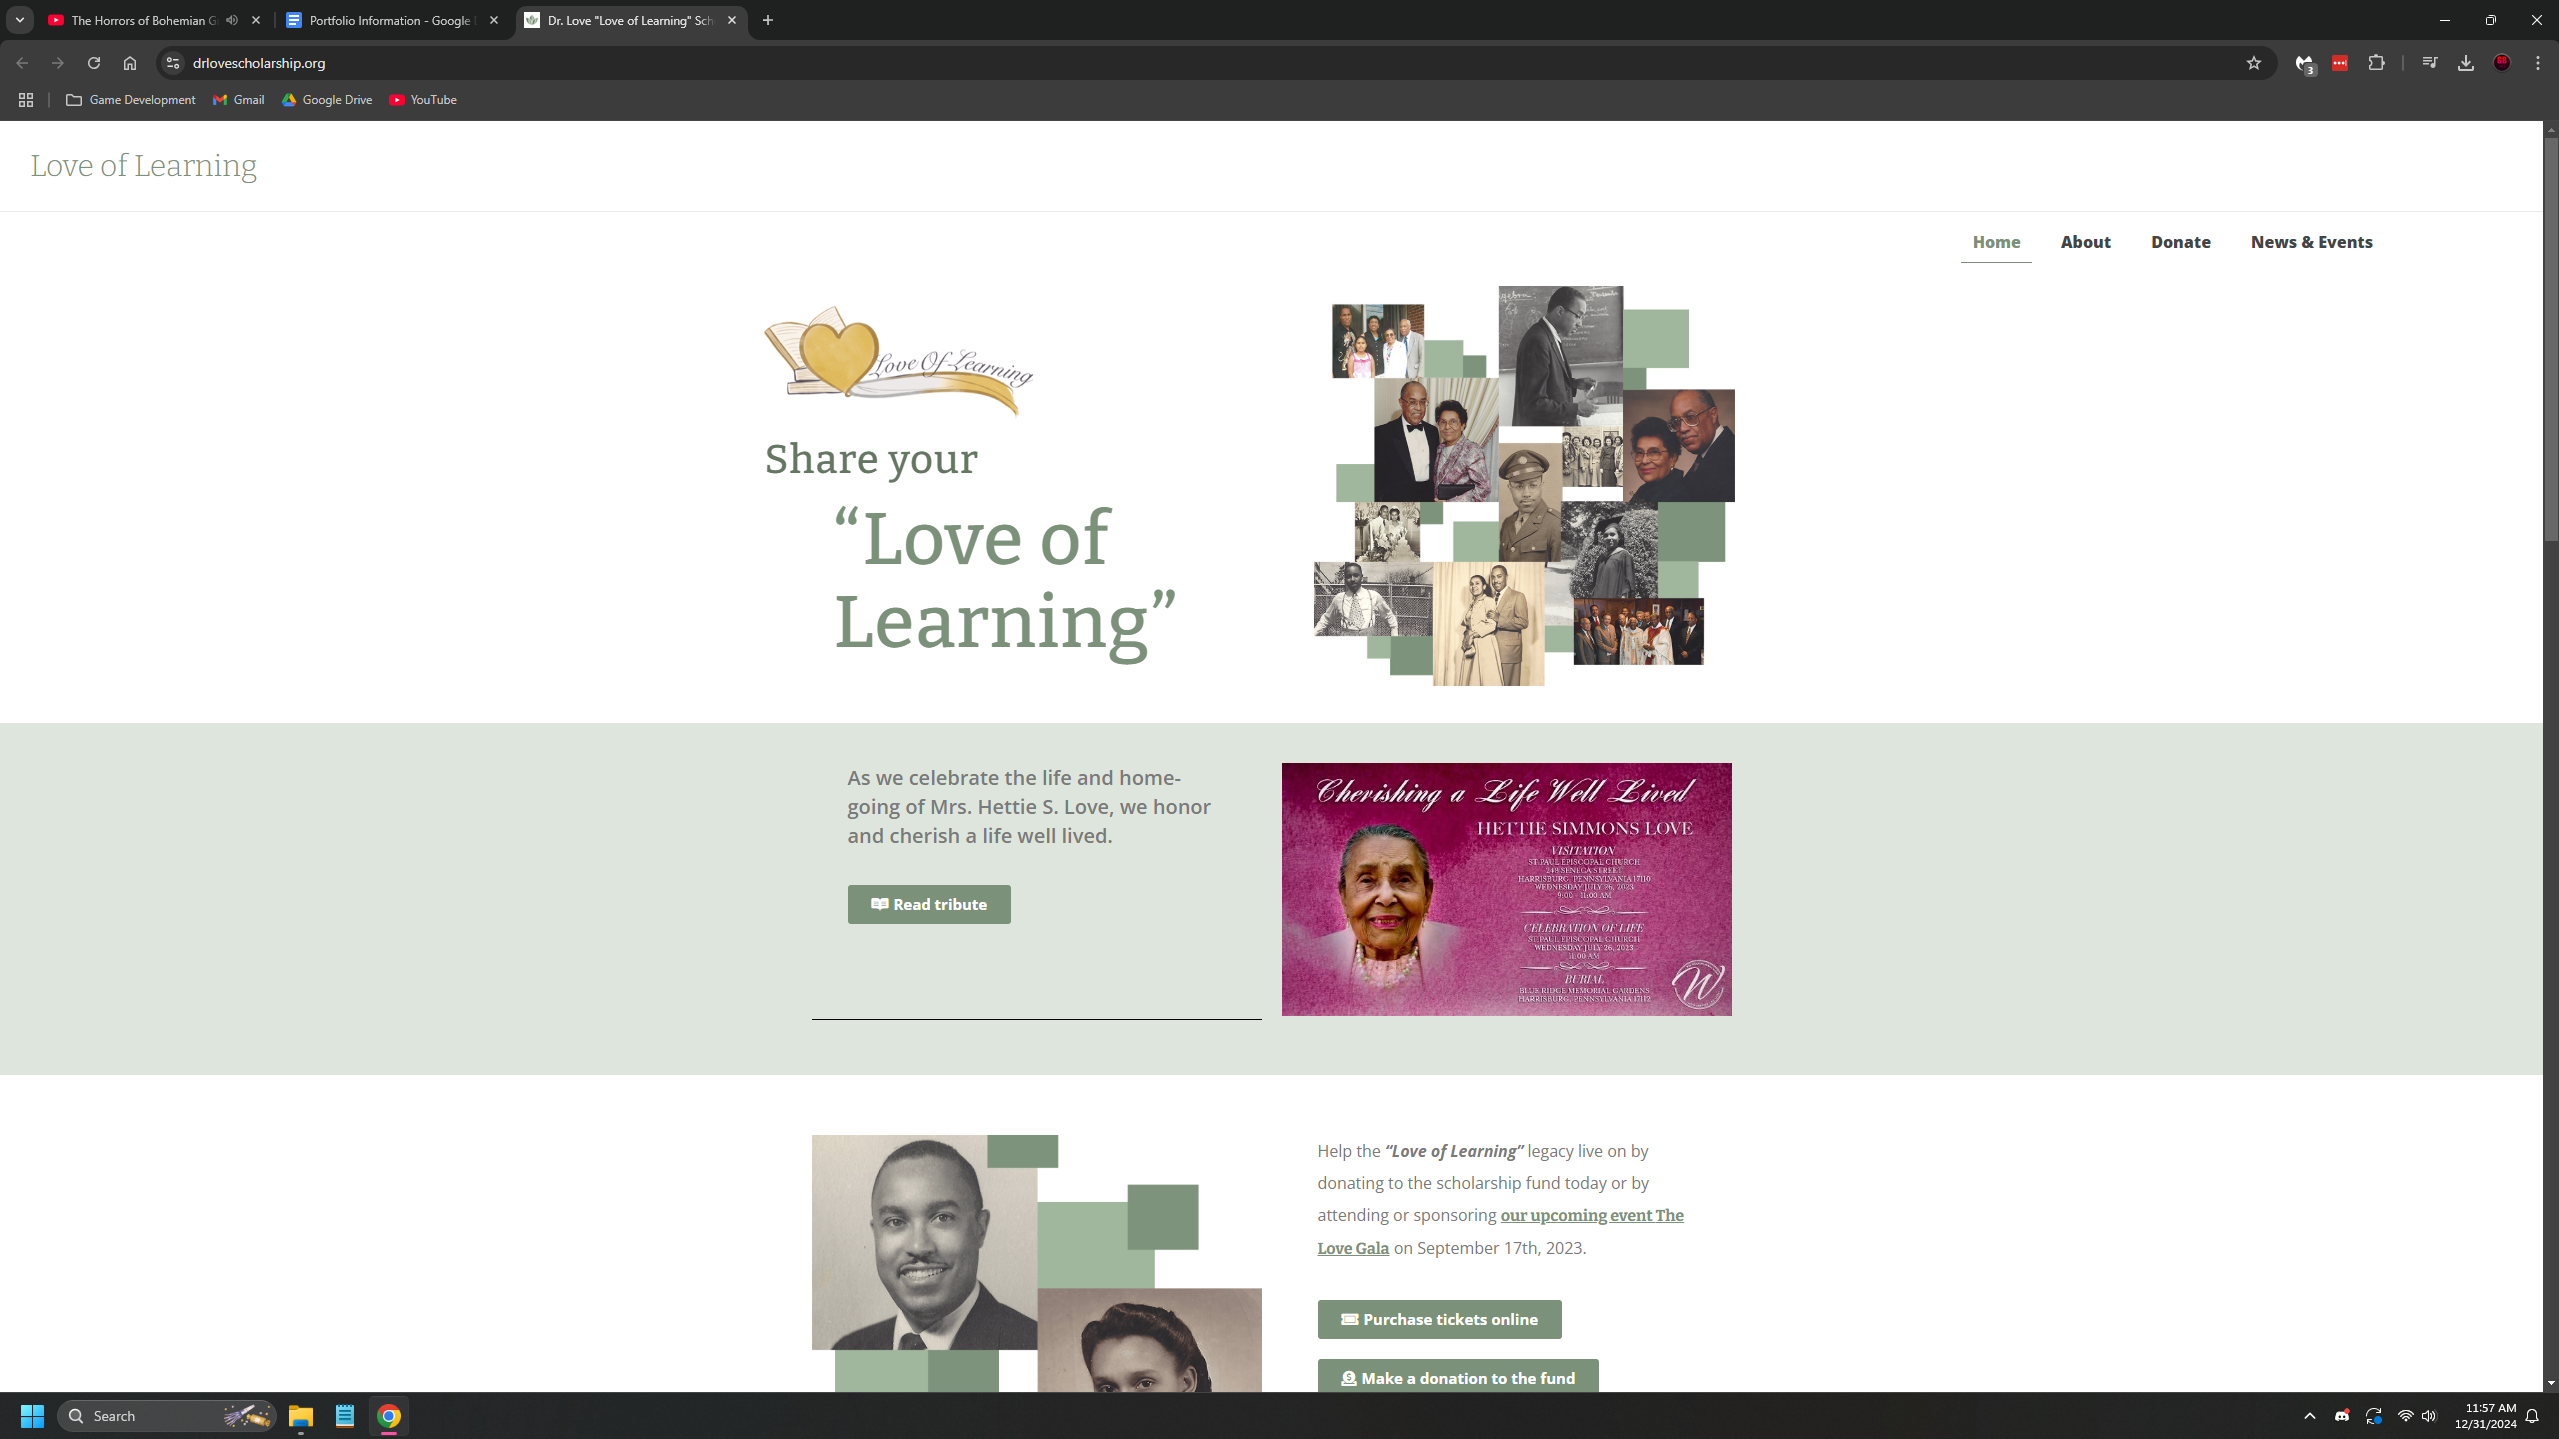 The Horrors of Bohemian G
Portfolio Information - Google
Dr. Love "Love of Learning" Sch
drlovescholarship.org
3
Game Development
Gmail
Google Drive
YouTube
Love of Learning
Home
About
Donate
News & Events
Love Of Learning
Share your
“Love of
Learning”
As we celebrate the life and home-
going of Mrs. Hettie S. Love, we honor
and cherish a life well lived.
Read tribute
Cherishing a Life Well Lived
HETTIE SIMMONS LOVE
VISITATION
ST. PAUL EPISCOPAL CHURCH
248 SENECA STREET
HARRISBURG, PENNSYLVANIA 17110
WEDNESDAY JULY 26, 2023
9:00 - 11:00 AM
CELEBRATION OF LIFE
ST. PAUL EPISCOPAL CHURCH
WEDNESDAY JULY 26, 2023
11:00 AM
BURIAL
BLUE RIDGE MEMORIAL GARDENS
HARRISBURG, PENNSYLVANIA 17112
W
Help the “Love of Learning” legacy live on by
donating to the scholarship fund today or by
attending or sponsoring our upcoming event The
Love Gala on September 17th, 2023.
Purchase tickets online
Make a donation to the fund
Search
11:57 AM
12/31/2024